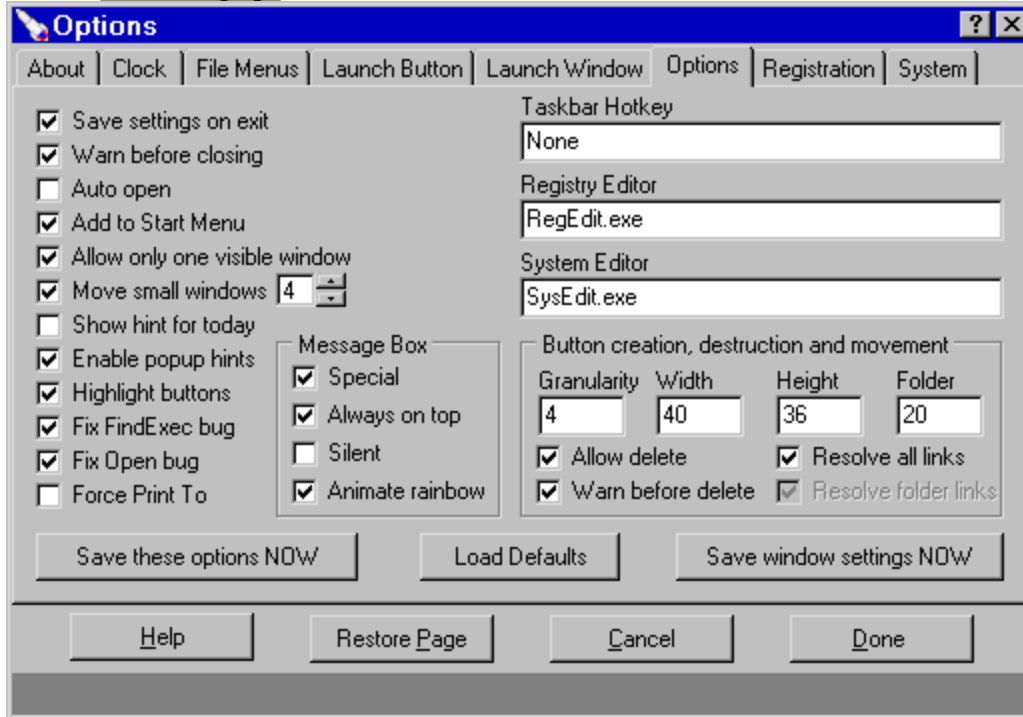 Options
About Clock File Menus Launch Button Launch Window Options Registration System
Save settings on exit
Warn before closing
Auto open
Add to Start Menu
Allow only one visible window
Move small windows 4
Show hint for today
Enable popup hints
Highlight buttons
Fix FindExec bug
Fix Open bug
Force Print To
Message Box
Special
Always on top
Silent
Animate rainbow
Taskbar Hotkey
None
Registry Editor
RegEdit.exe
System Editor
SysEdit.exe
Button creation, destruction and movement
Granularity Width Height Folder
4 40 36 20
Allow delete Resolve all links
Warn before delete Resolve folder links
Save these options NOW Load Defaults Save window settings NOW
Help Restore Page Cancel Done